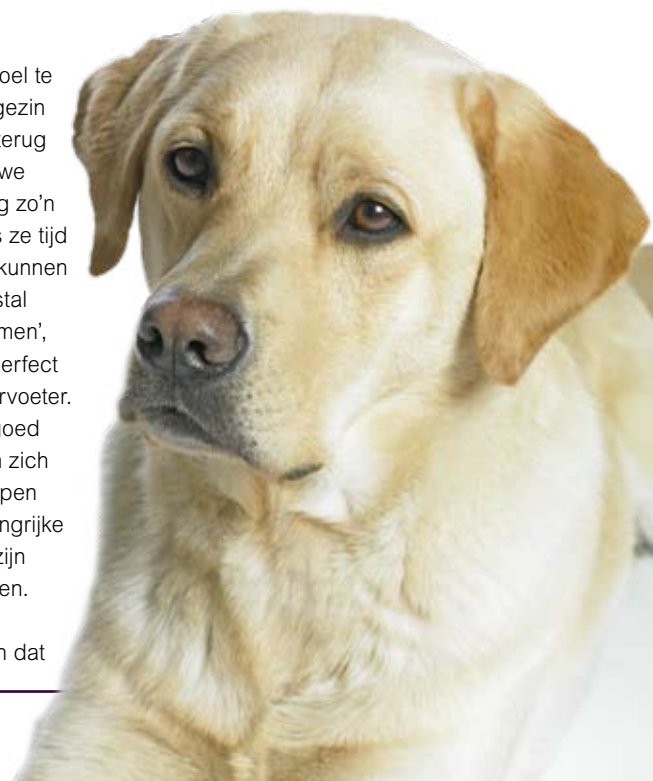 oel te
gezin
terug
we
g zo'n
s ze tijd
kunnen
stal
men',
erfect
rvoeter.
goed
n zich
pen
ngrijke
zijn
en.
n dat